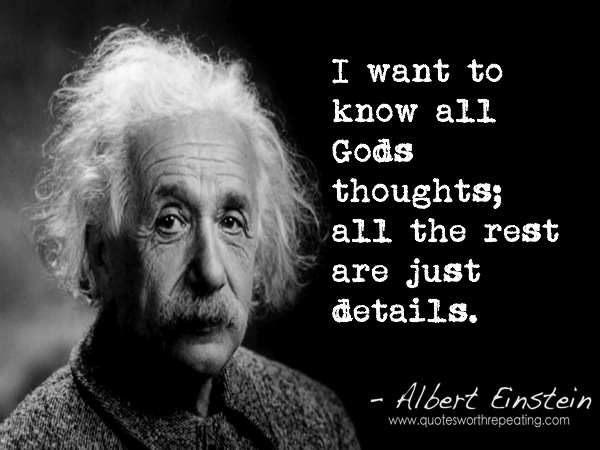 I want to
know all
Gods
thoughts;
all the rest
are just
details.
- Albert Einstein
www.quotesworthrepeating.com